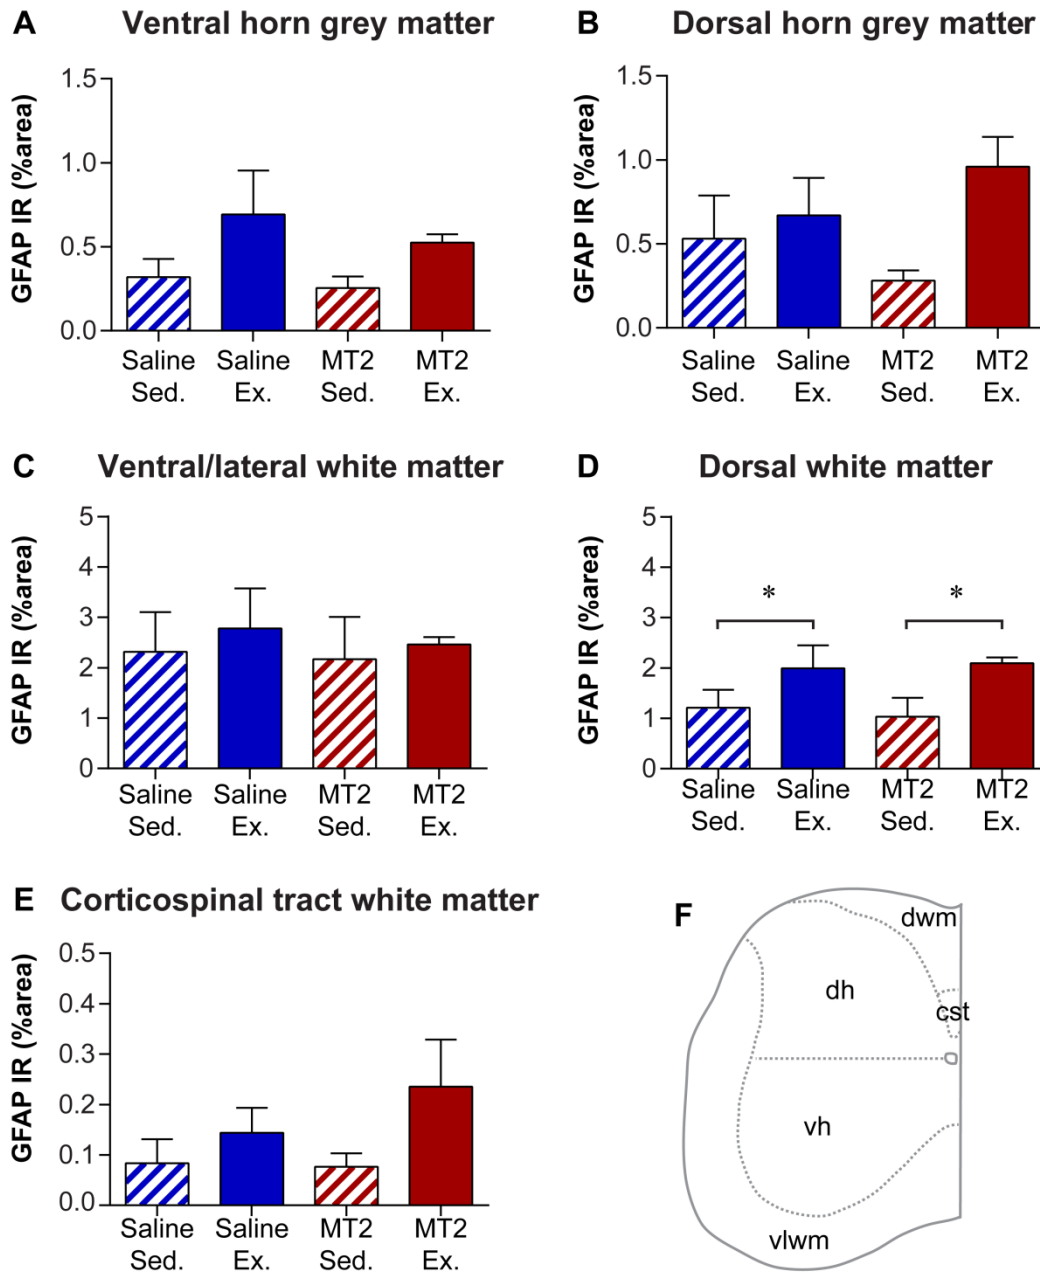 A Ventral horn grey matter
GFAP IR (%area)
1.5
1.0
0.5
0.0
Saline Saline MT2 MT2
Sed. Ex. Sed. Ex.
B Dorsal horn grey matter
GFAP IR (%area)
1.5
1.0
0.5
0.0
Saline Saline MT2 MT2
Sed. Ex. Sed. Ex.
C Ventral/lateral white matter
GFAP IR (%area)
5
4
3
2
1
0
Saline Saline MT2 MT2
Sed. Ex. Sed. Ex.
D Dorsal white matter
GFAP IR (%area)
5
4
3
2
1
0
* *
Saline Saline MT2 MT2
Sed. Ex. Sed. Ex.
E Corticospinal tract white matter
GFAP IR (%area)
0.5
0.4
0.3
0.2
0.1
0.0
Saline Saline MT2 MT2
Sed. Ex. Sed. Ex.
F
dwm
dh
cst
vh
vlwm